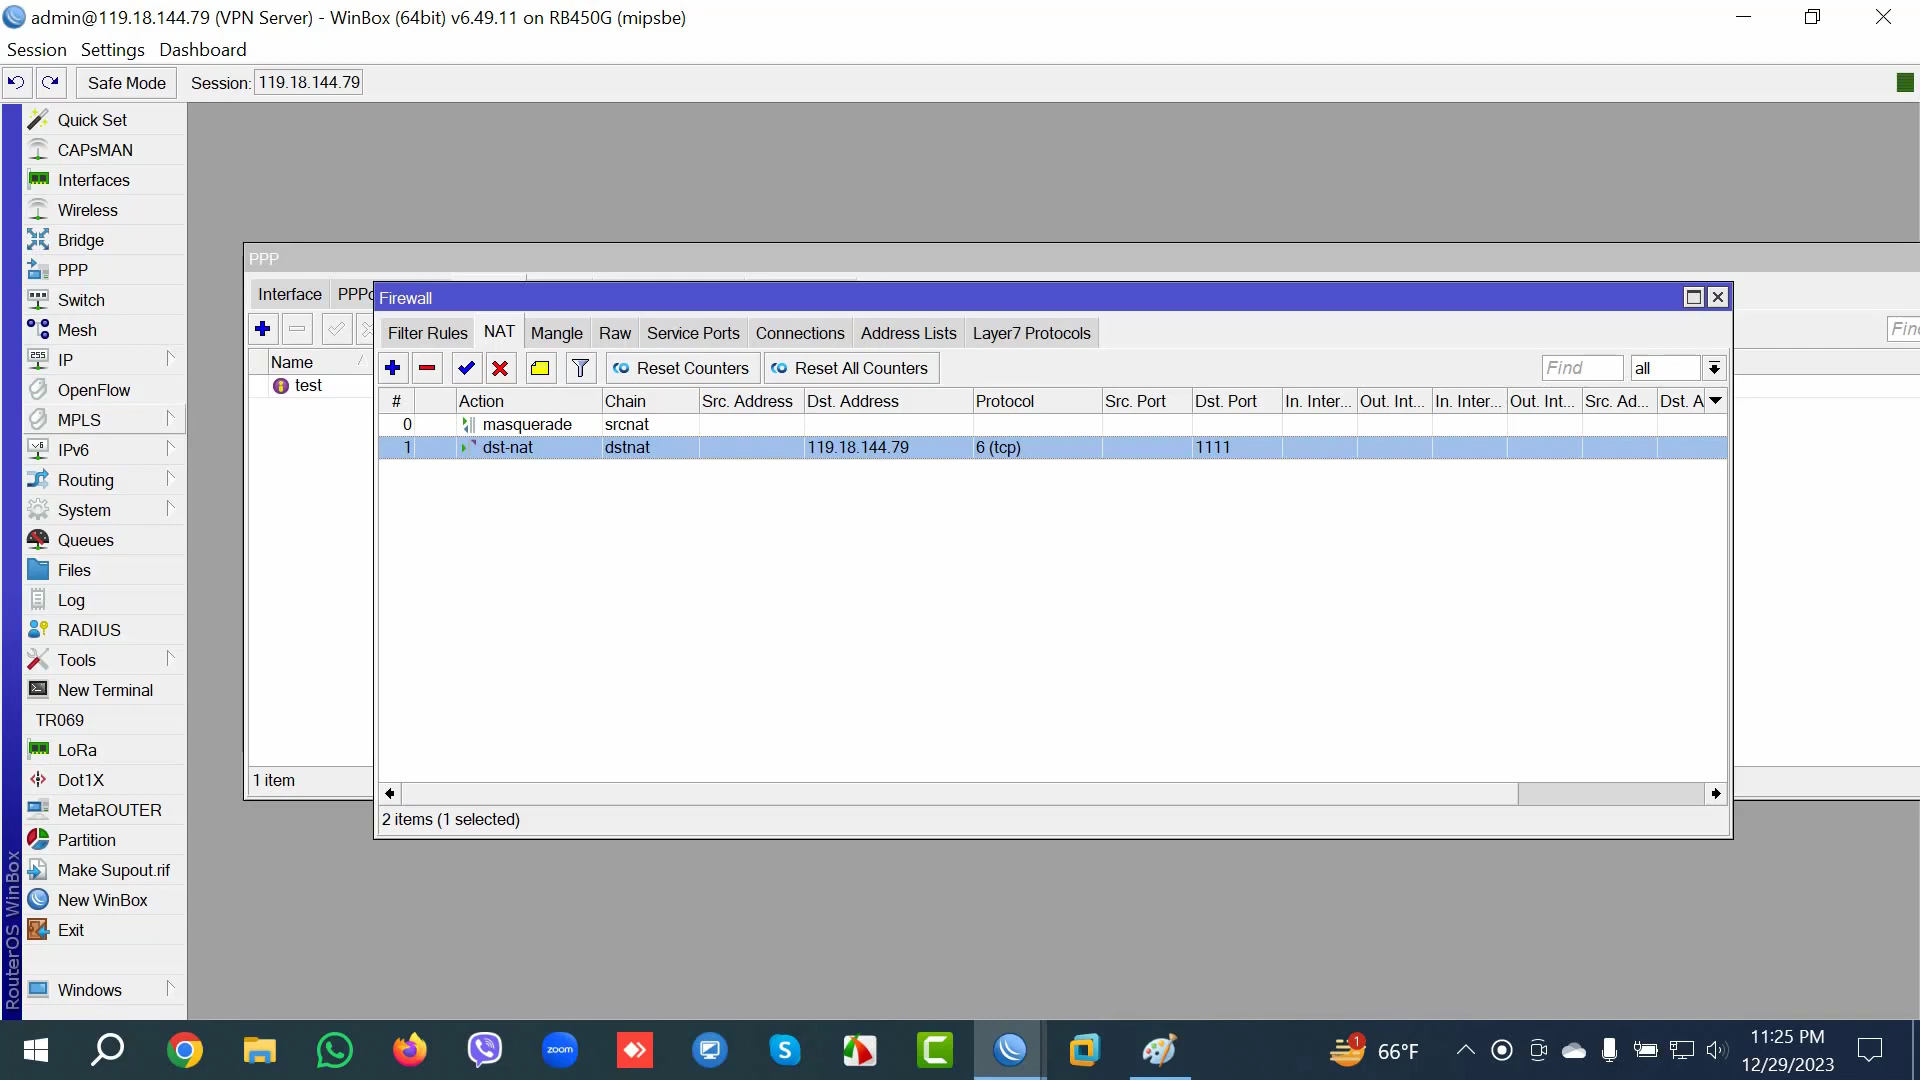 admin@119.18.144.79 (VPN Server) - WinBox (64bit) v6.49.11 on RB450G (mipsbe)
Session Settings Dashboard
Safe Mode Session: 119.18.144.79
Quick Set
CAPsMAN
Interfaces
Wireless
Bridge
PPP
Switch
Mesh
IP
OpenFlow
MPLS
IPv6
Routing
System
Queues
Files
Log
RADIUS
Tools
New Terminal
TR069
LoRa
Dot1X
MetaROUTER
Partition
Make Supout.rif
New WinBox
Exit
Windows
RouterOS WinBox
PPP
Interface PPPo
Find
Name
test
1 item
Firewall
Filter Rules NAT Mangle Raw Service Ports Connections Address Lists Layer7 Protocols
Reset Counters Reset All Counters Find all
# Action Chain Src. Address Dst. Address Protocol Src. Port Dst. Port In. Inter... Out. Int... In. Inter... Out. Int... Src. Ad... Dst. A
0 masquerade srcnat
1 dst-nat dstnat 119.18.144.79 6 (tcp) 1111
2 items (1 selected)
zoom
1 66°F
11:25 PM
12/29/2023